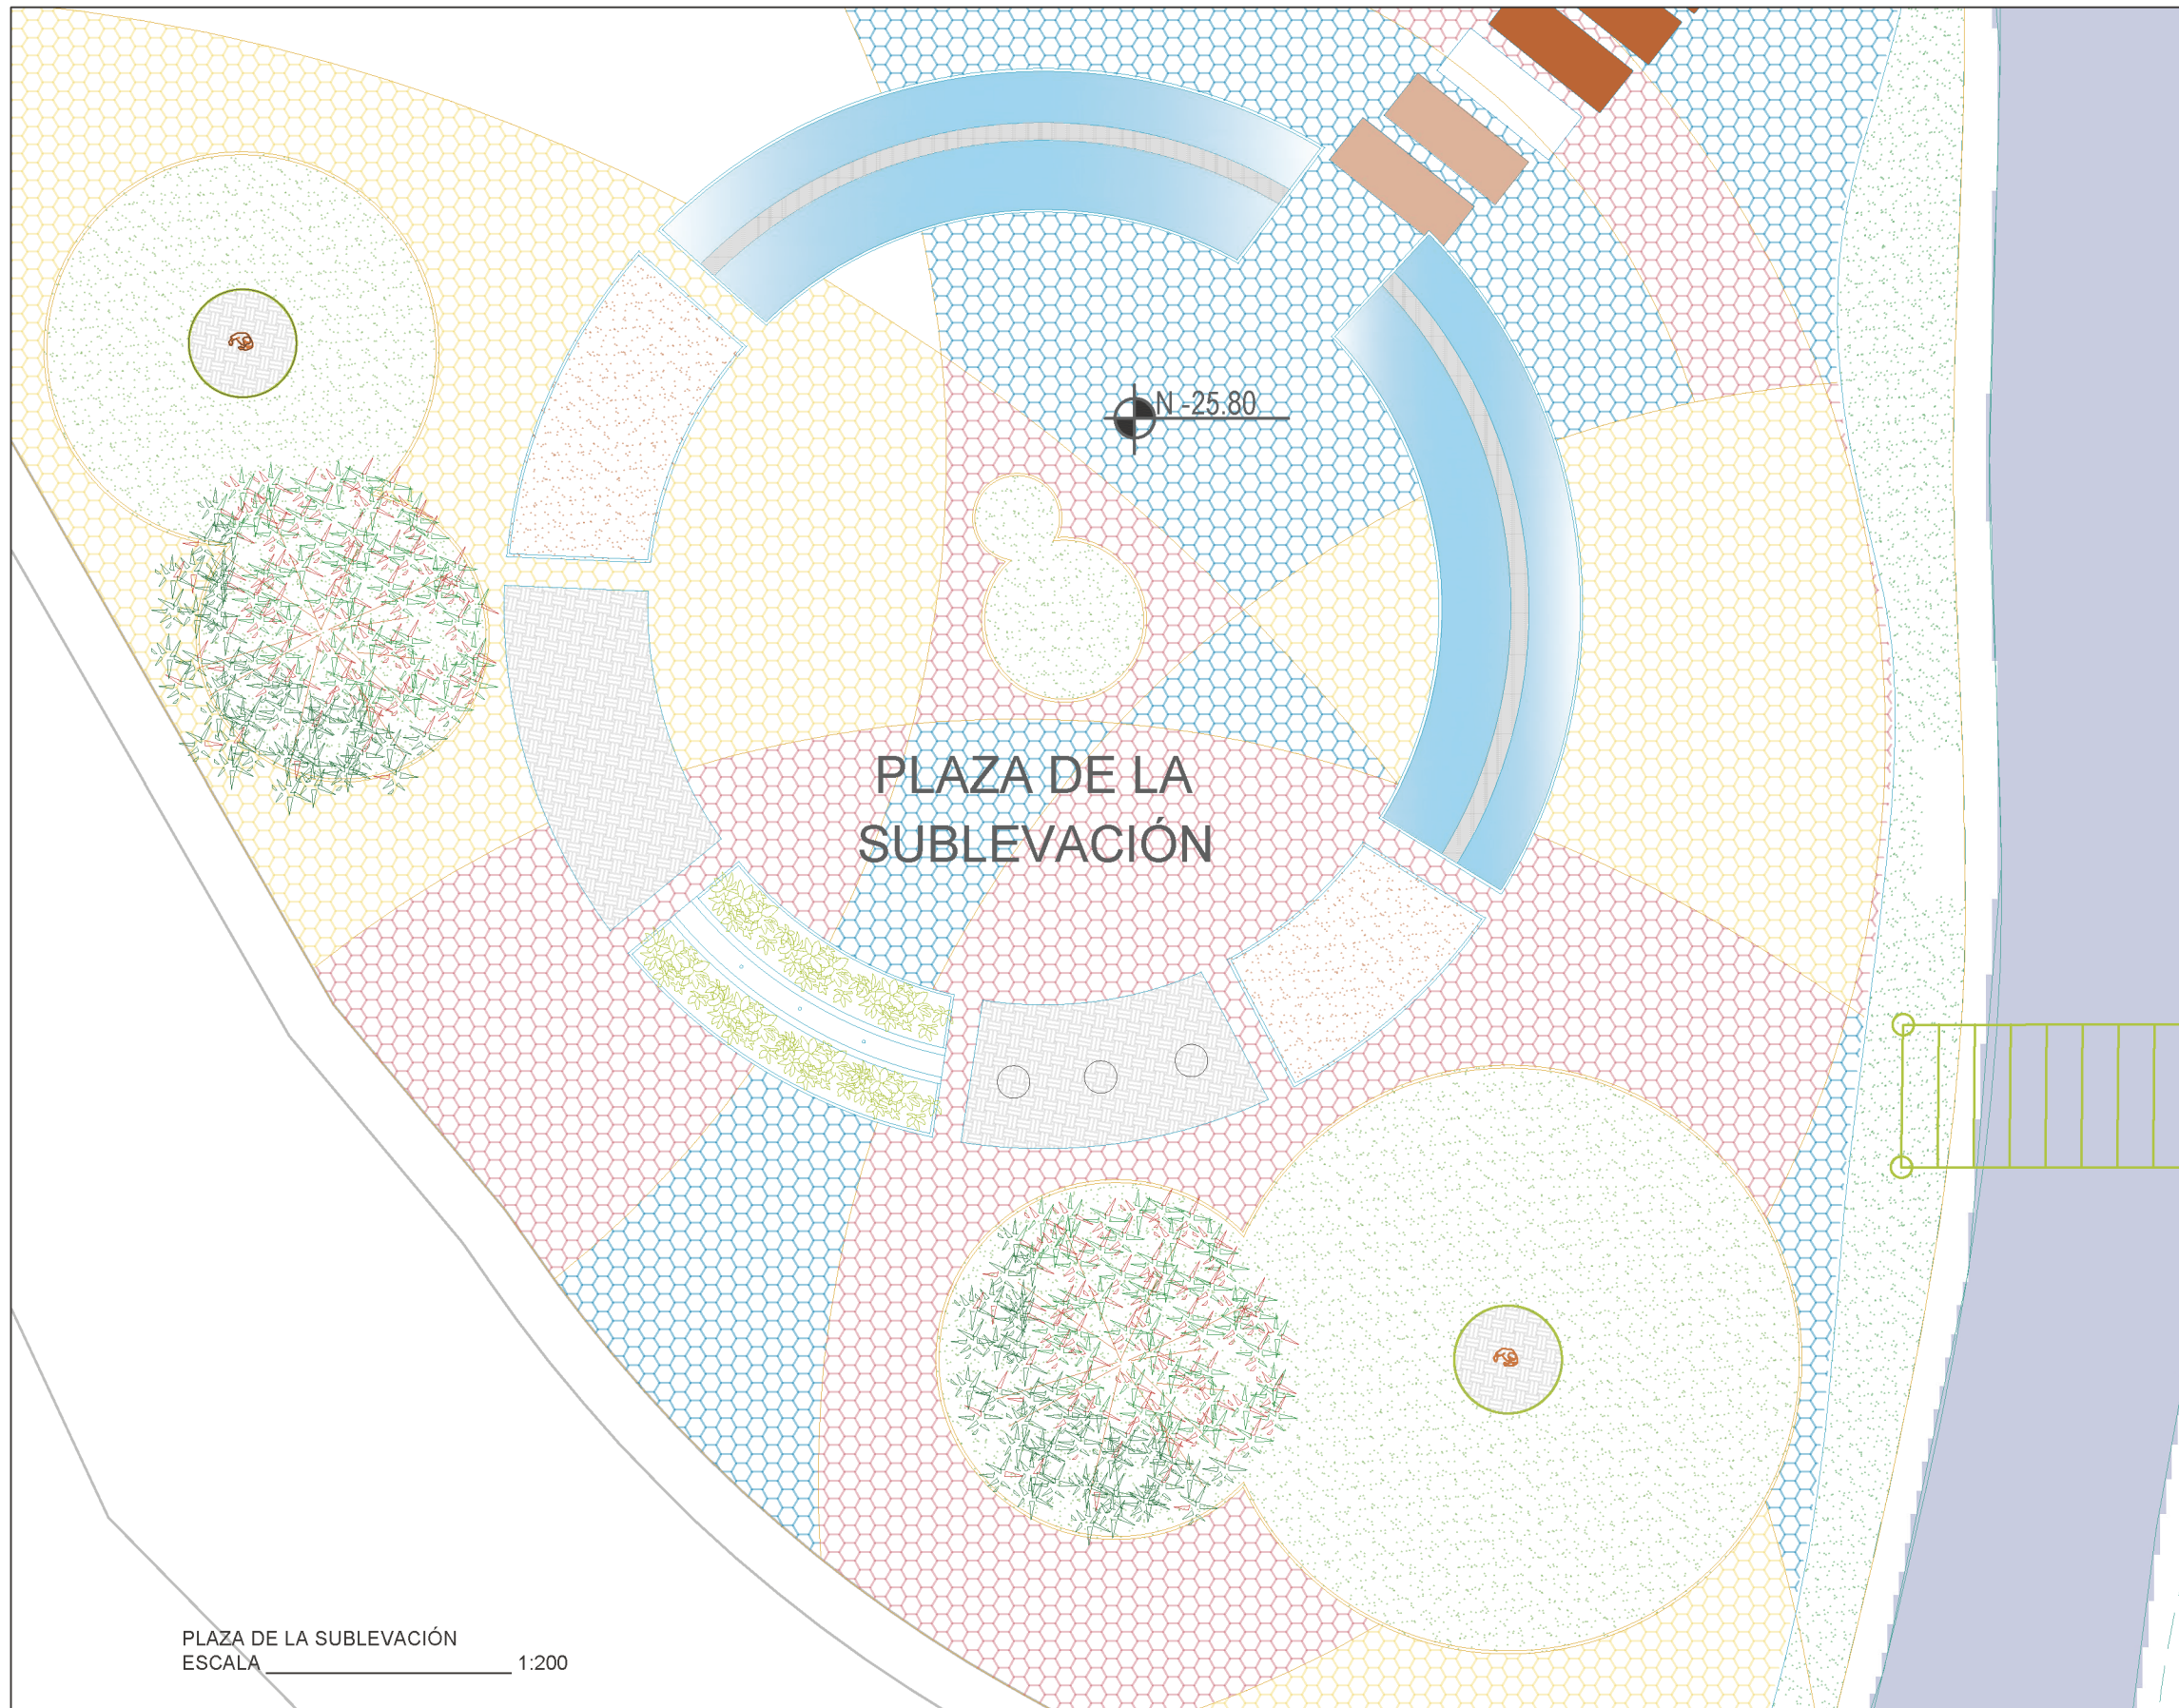 N -25.80
PLAZA DE LA
SUBLEVACIÓN
PLAZA DE LA SUBLEVACIÓN
ESCALA 1:200